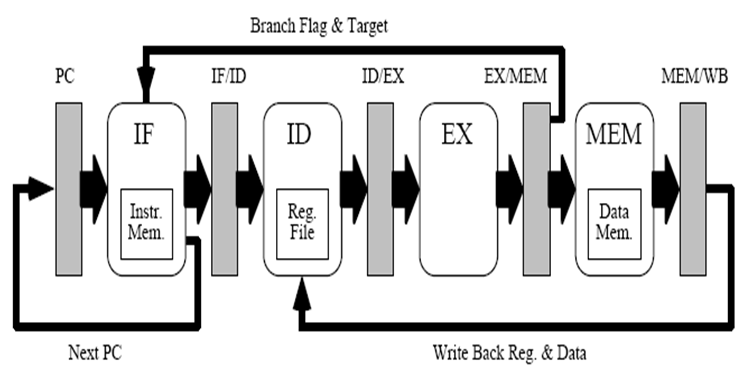 Branch Flag & Target
PC
IF/ID
ID/EX
EX/MEM
MEM/WB
IF
ID
EX
MEM
Instr.
Mem.
Reg.
File
Data
Mem.
Next PC
Write Back Reg. & Data